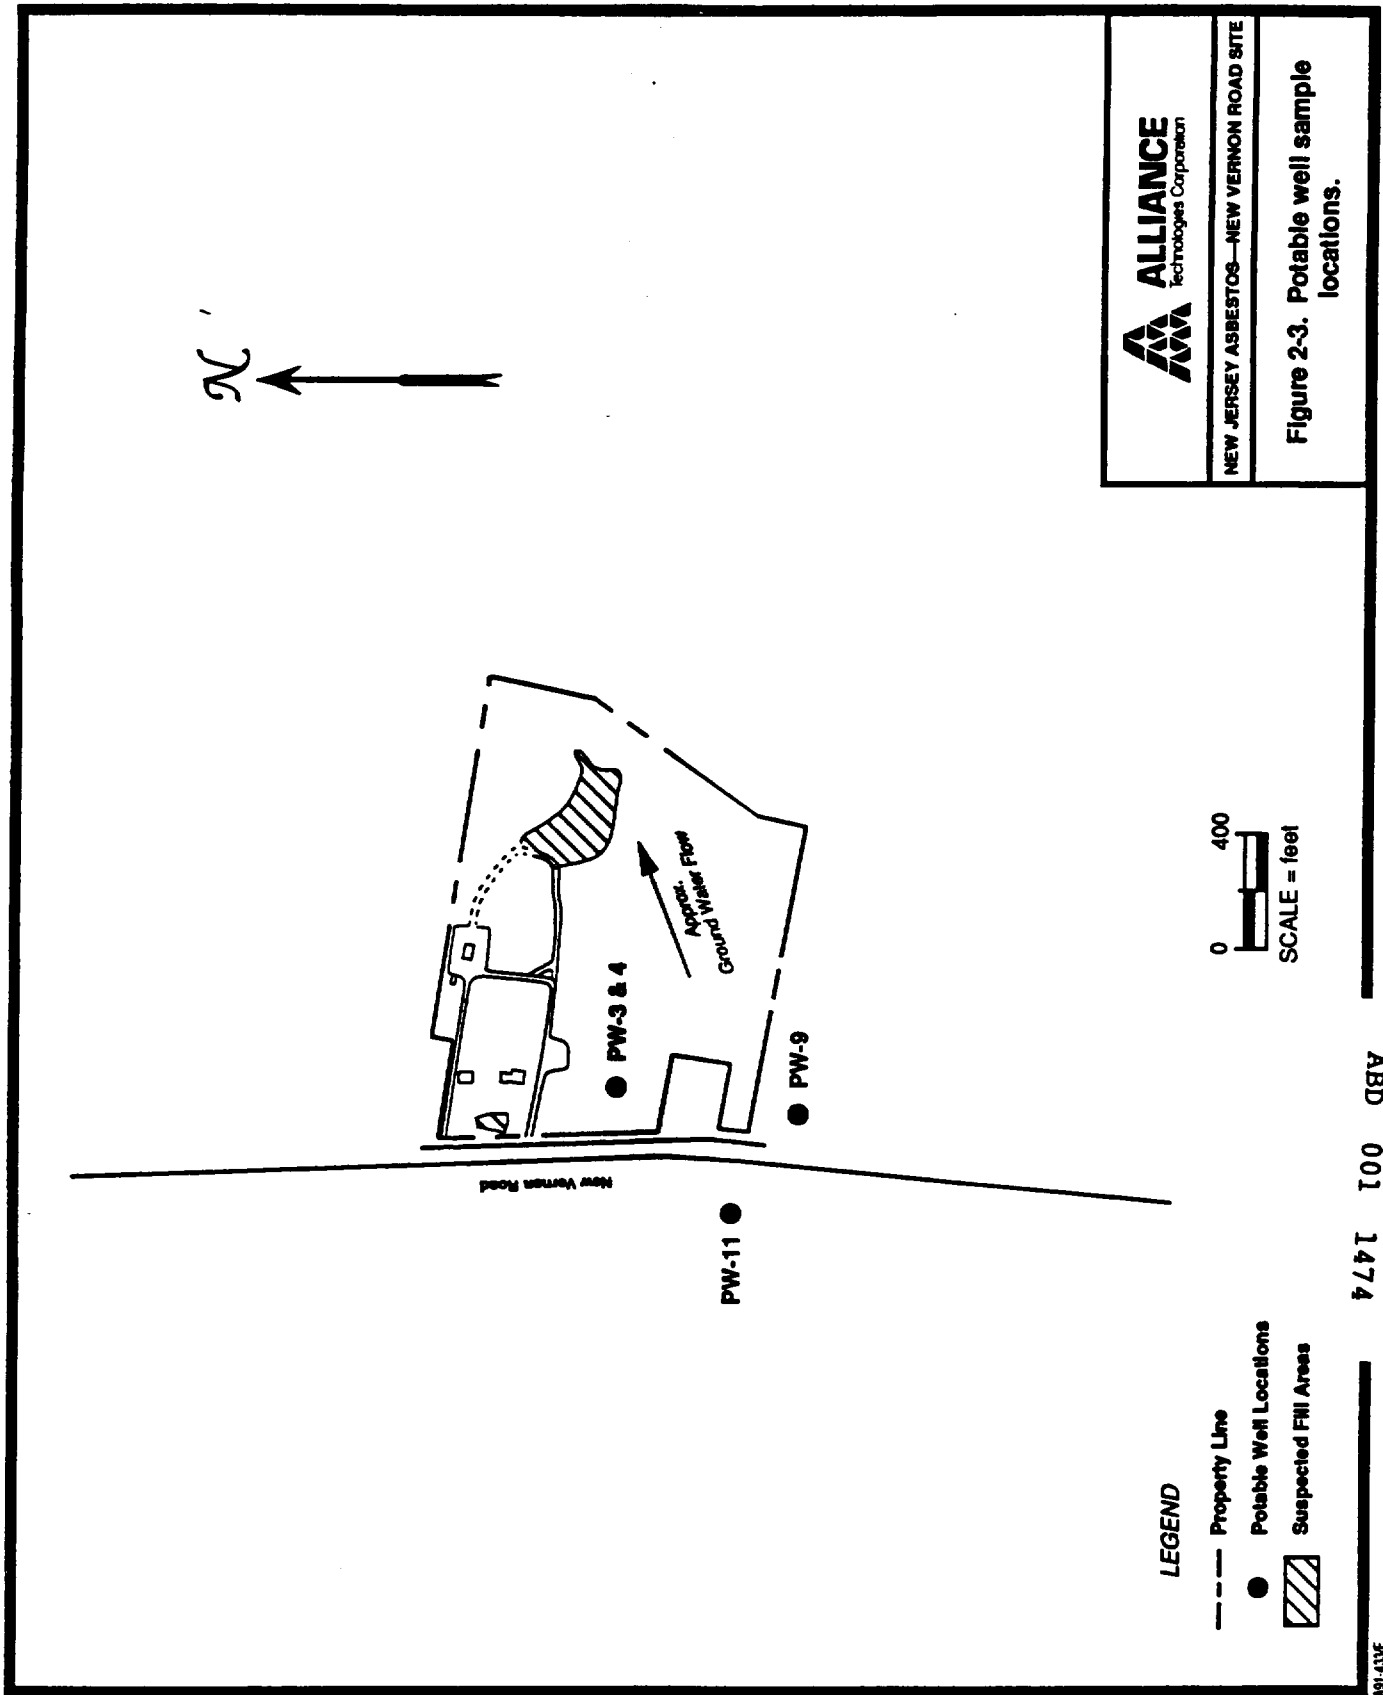 N
New Vernon Road
PW-3 & 4
Approx.
Ground Water Flow
PW-9
PW-11
LEGEND
Property Line
Potable Well Locations
Suspected Fill Areas
0 400
SCALE = feet
ALLIANCE
Technologies Corporation
NEW JERSEY ASBESTOS—NEW VERNON ROAD SITE
Figure 2-3. Potable well sample
locations.
ABD 001 1474